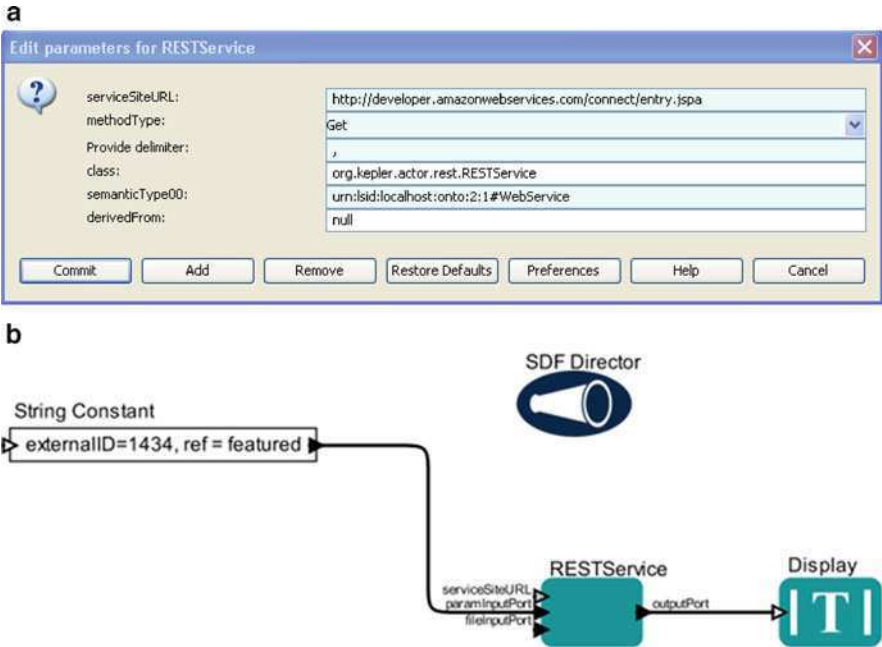 a
Edit parameters for RESTService
serviceSiteURL: http://developer.amazonwebservices.com/connect/entry.jspa
methodType: Get
Provide delimiter: ,
class: org.kepler.actor.rest.RESTService
semanticType00: urn:lsid:localhost:onto:2:1#WebService
derivedFrom: null
Commit Add Remove Restore Defaults Preferences Help Cancel
b
SDF Director
String Constant
externalID=1434, ref = featured
RESTService
Display
serviceSiteURL
paramInputPort
fileInputPort
outputPort
T